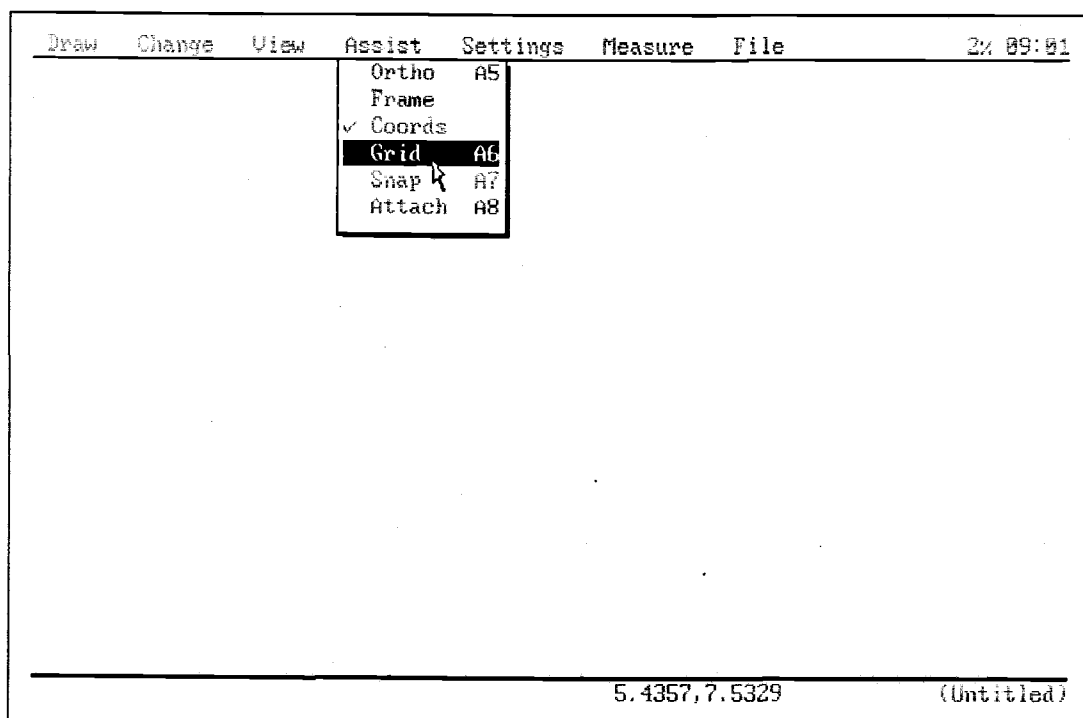 Draw Change View Assist Settings Measure File 2% 09:01
Ortho A5
Frame
✓ Coords
Grid A6
Snap A7
Attach A8
5.4357,7.5329 (Untitled)